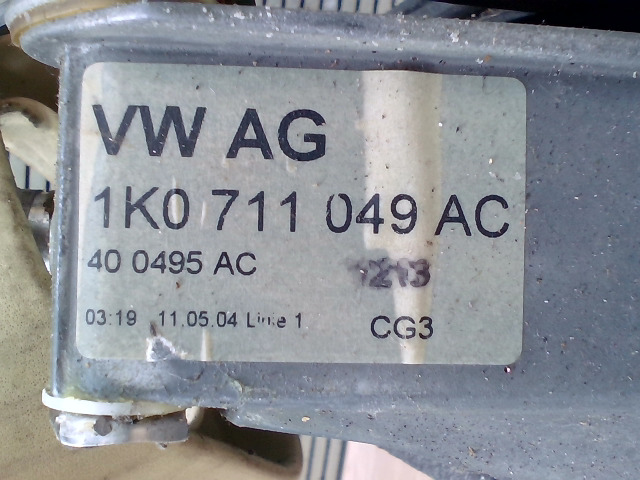 VW AG
1K0 711 049 AC
40 0495 AC
03:19 11.05.04 Line 1 CG3